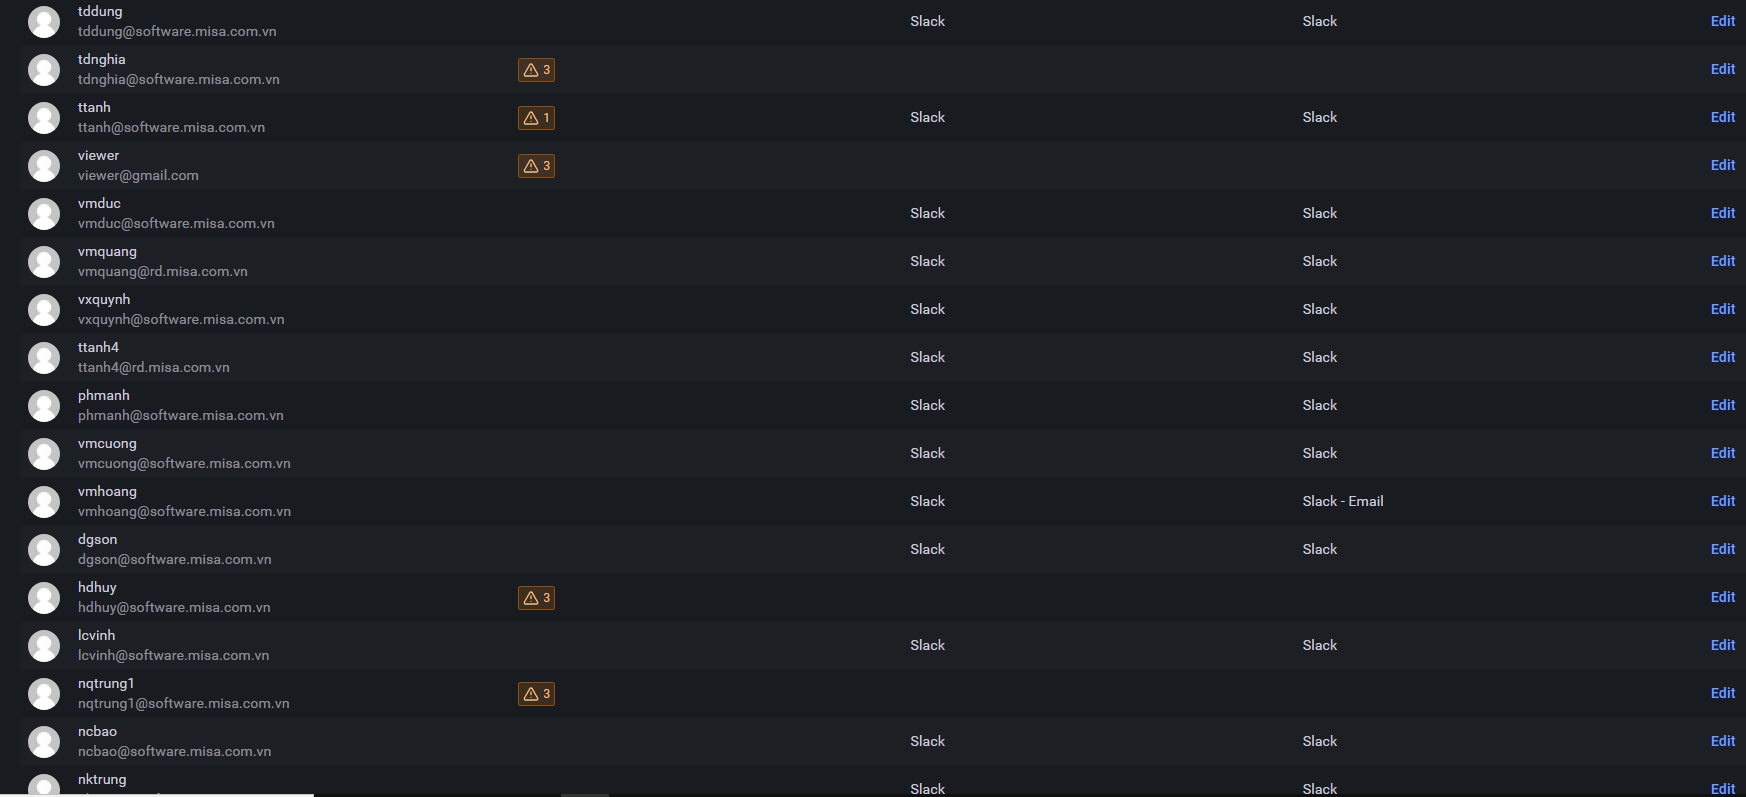 tddung
tddung@software.misa.com.vn
Slack
Slack
Edit
tdnghia
tdnghia@software.misa.com.vn
3
Edit
ttanh
ttanh@software.misa.com.vn
1
Slack
Slack
Edit
viewer
viewer@gmail.com
3
Edit
vmduc
vmduc@software.misa.com.vn
Slack
Slack
Edit
vmquang
vmquang@rd.misa.com.vn
Slack
Slack
Edit
vxquynh
vxquynh@software.misa.com.vn
Slack
Slack
Edit
ttanh4
ttanh4@rd.misa.com.vn
Slack
Slack
Edit
phmanh
phmanh@software.misa.com.vn
Slack
Slack
Edit
vmcuong
vmcuong@software.misa.com.vn
Slack
Slack
Edit
vmhoang
vmhoang@software.misa.com.vn
Slack
Slack - Email
Edit
dgson
dgson@software.misa.com.vn
Slack
Slack
Edit
hdhuy
hdhuy@software.misa.com.vn
3
Edit
lcvinh
lcvinh@software.misa.com.vn
Slack
Slack
Edit
nqtrung1
nqtrung1@software.misa.com.vn
3
Edit
ncbao
ncbao@software.misa.com.vn
Slack
Slack
Edit
nktrung
Slack
Slack
Edit